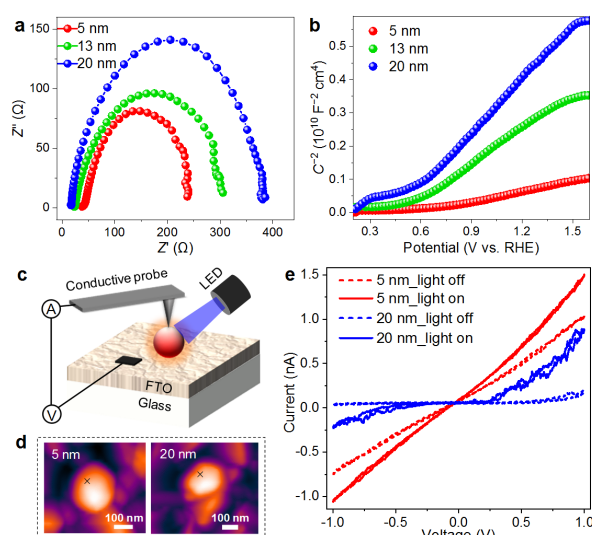 a
150
100
50
0
Z'' (Ω)
5 nm
13 nm
20 nm
0 100 200 300 400
Z' (Ω)
b
0.5
0.4
0.3
0.2
0.1
0.0
C⁻² (10¹⁰ F⁻² cm⁴)
5 nm
13 nm
20 nm
0.3 0.6 0.9 1.2 1.5
Potential (V vs. RHE)
c
Conductive probe
LED
A
V
FTO
Glass
d
5 nm
100 nm
20 nm
100 nm
e
1.5
1.0
0.5
0.0
−0.5
−1.0
Current (nA)
5 nm_light off
5 nm_light on
20 nm_light off
20 nm_light on
−1.0 −0.5 0.0 0.5 1.0
Voltage (V)